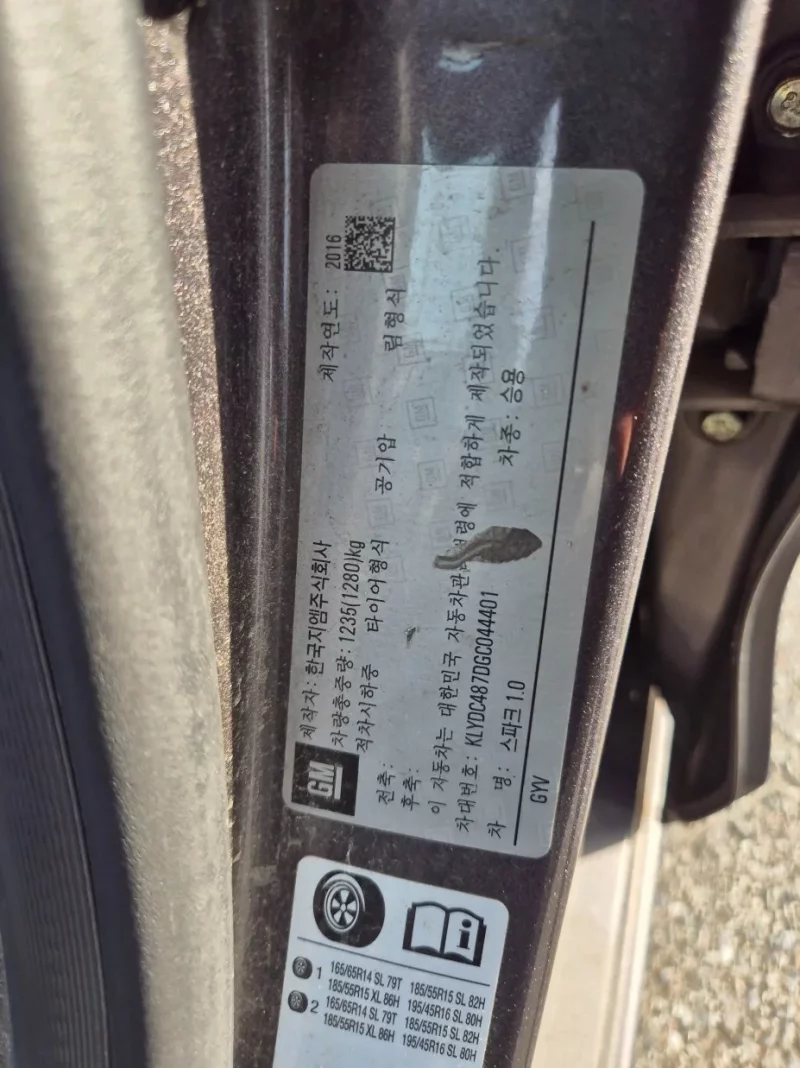 GM
제작자: 한국지엠주식회사 제작연도: 2016
차량총중량: 1235(1280)kg
적차시하중 타이어형식 공기압 림형식
전축:
후축:
이 자동차는 대한민국 자동차관 령에 적합하게 제작되었습니다.
차대번호: KLYDC487DGC044401 차종: 승용
차 명: 스파크 1.0
GYV
1 165/65R14 SL 79T 185/55R15 SL 82H
185/55R15 XL 86H 195/45R16 SL 80H
2 165/65R14 SL 79T 185/55R15 SL 82H
185/55R15 XL 86H 195/45R16 SL 80H